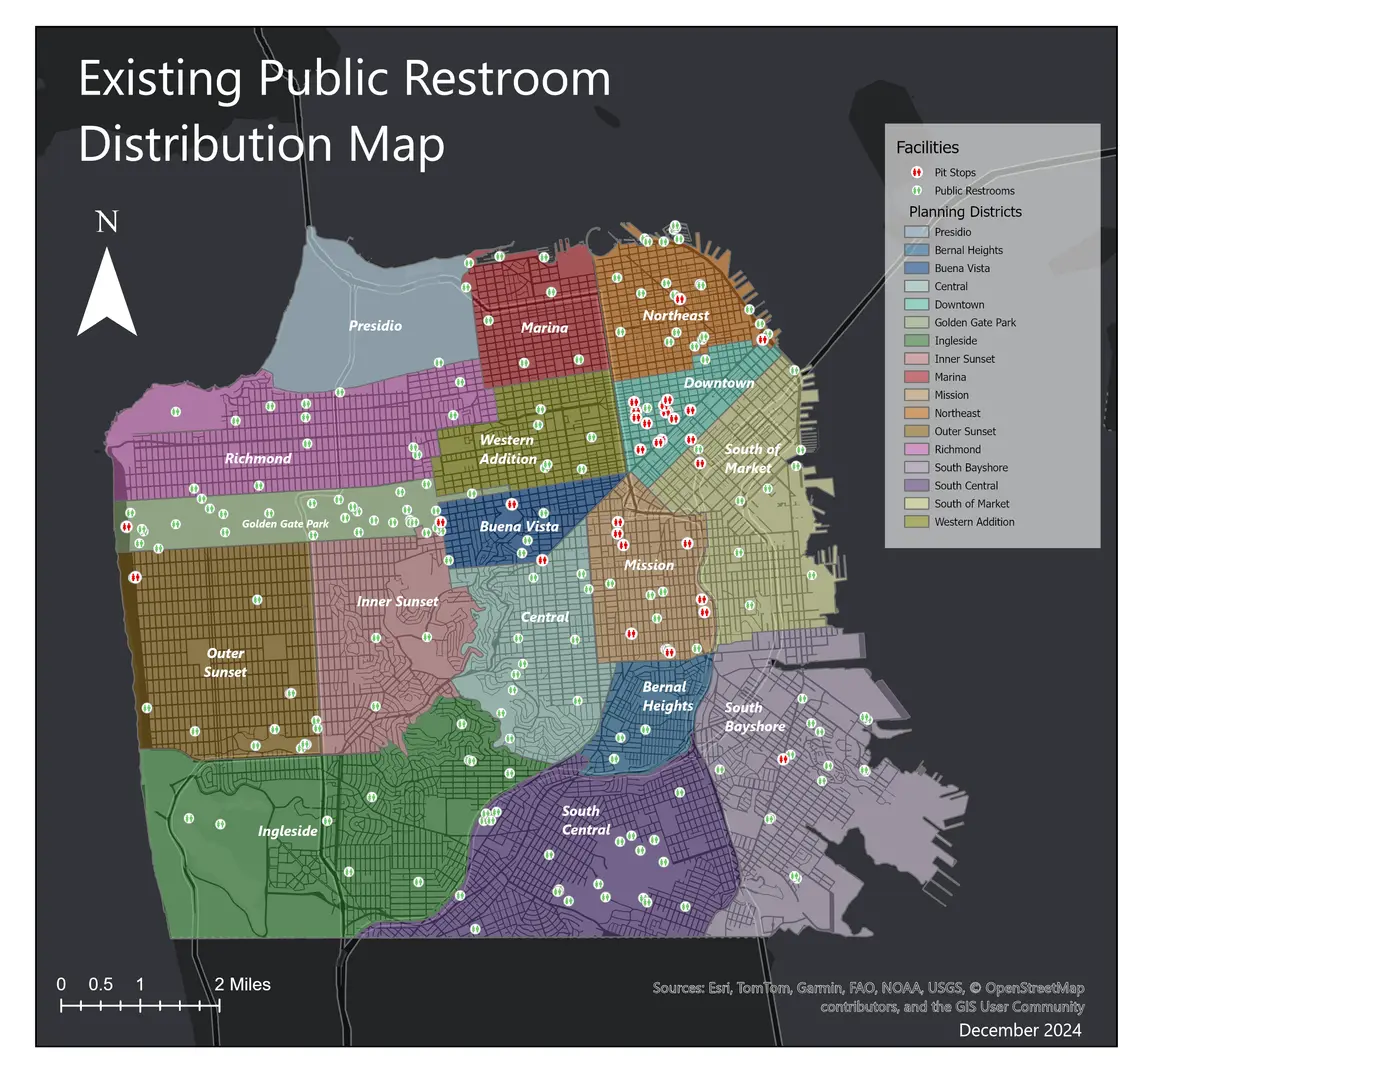 Existing Public Restroom
Distribution Map
N
Facilities
Pit Stops
Public Restrooms
Planning Districts
Presidio
Bernal Heights
Buena Vista
Central
Downtown
Golden Gate Park
Ingleside
Inner Sunset
Marina
Mission
Northeast
Outer Sunset
Richmond
South Bayshore
South Central
South of Market
Western Addition
Presidio
Marina
Northeast
Downtown
Western
Addition
Richmond
South of
Market
Golden Gate Park
Buena Vista
Mission
Inner Sunset
Central
Outer
Sunset
Bernal
Heights
South
Bayshore
South
Central
Ingleside
0 0.5 1 2 Miles
Sources: Esri, TomTom, Garmin, FAO, NOAA, USGS, © OpenStreetMap
contributors, and the GIS User Community
December 2024